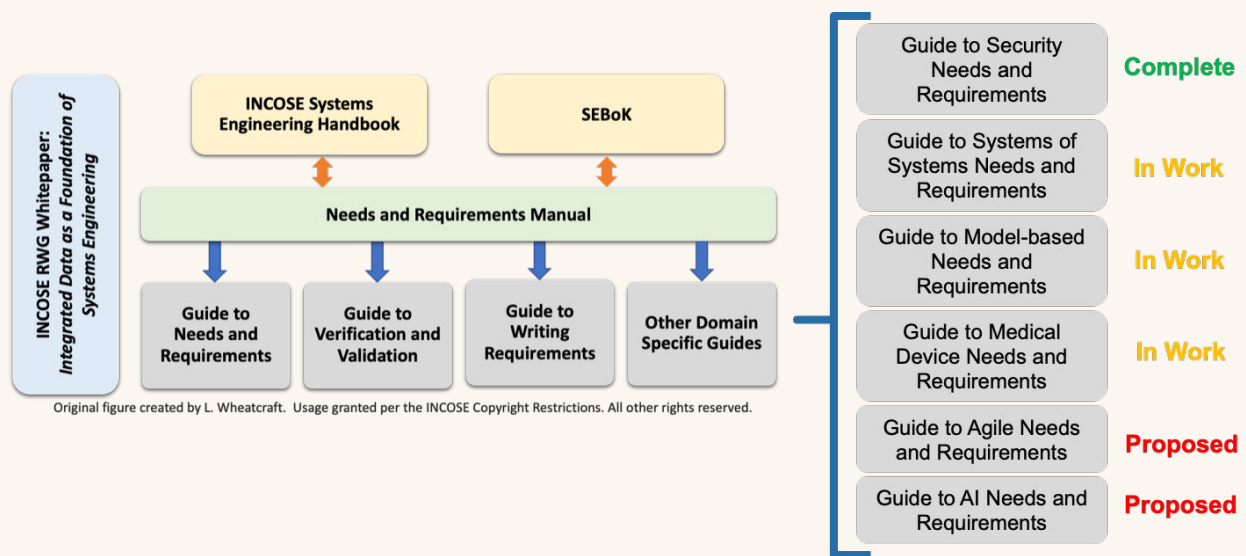 INCOSE RWG Whitepaper:
Integrated Data as a Foundation of
Systems Engineering
INCOSE Systems
Engineering Handbook
SEBoK
Needs and Requirements Manual
Guide to
Needs and
Requirements
Guide to
Verification and
Validation
Guide to
Writing
Requirements
Other Domain
Specific Guides
Original figure created by L. Wheatcraft.  Usage granted per the INCOSE Copyright Restrictions. All other rights reserved.
Guide to Security
Needs and
Requirements
Complete
Guide to Systems of
Systems Needs and
Requirements
In Work
Guide to Model-based
Needs and
Requirements
In Work
Guide to Medical
Device Needs and
Requirements
In Work
Guide to Agile Needs
and Requirements
Proposed
Guide to AI Needs and
Requirements
Proposed